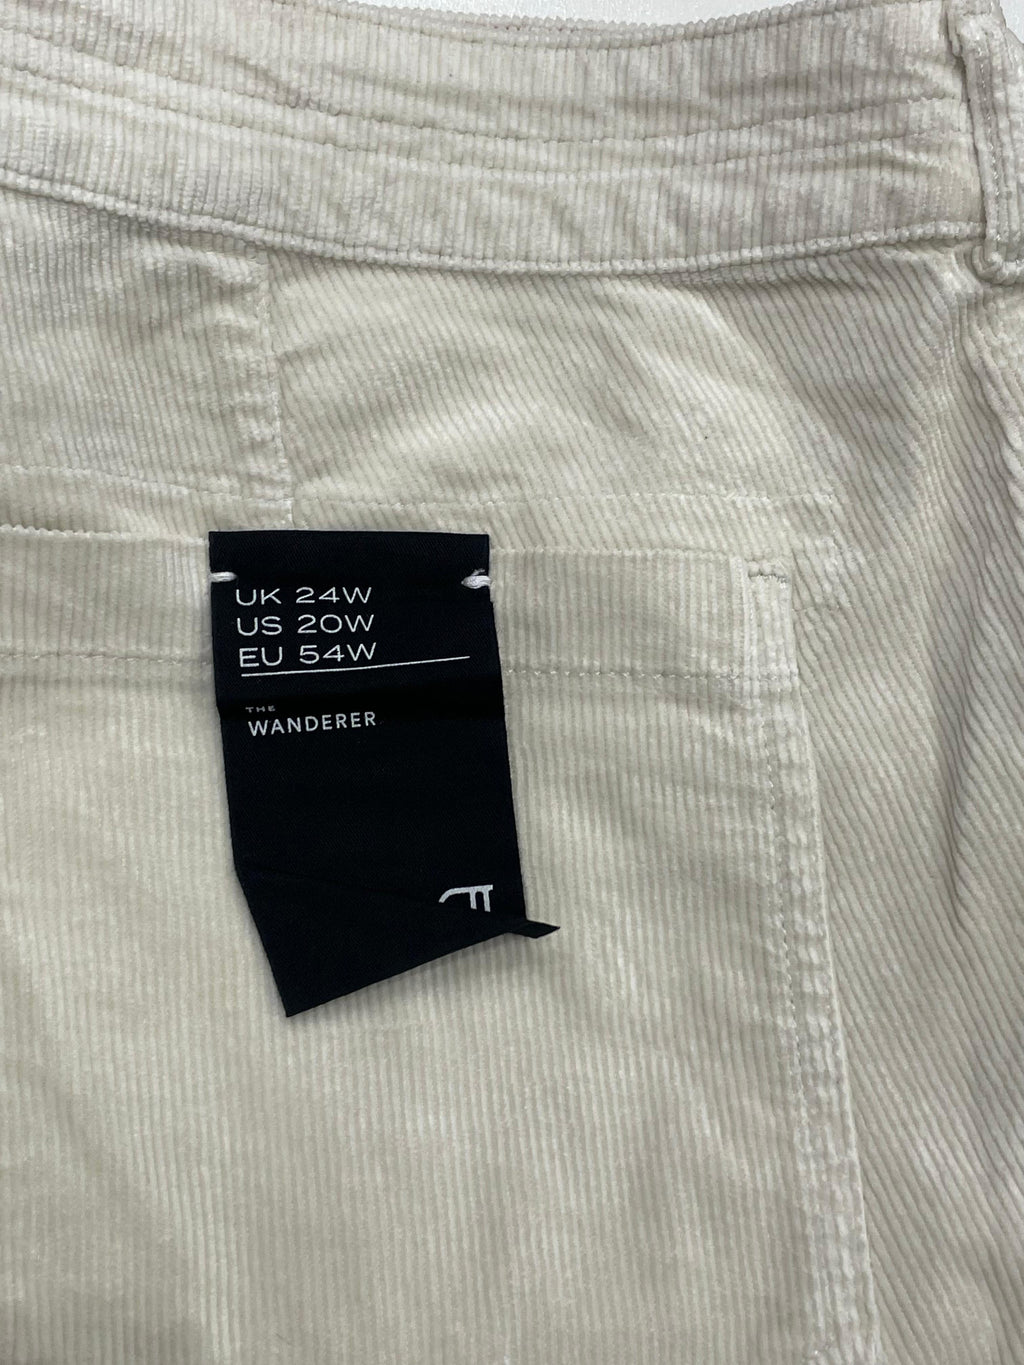 UK 24W
US 20W
EU 54W
THE
WANDERER